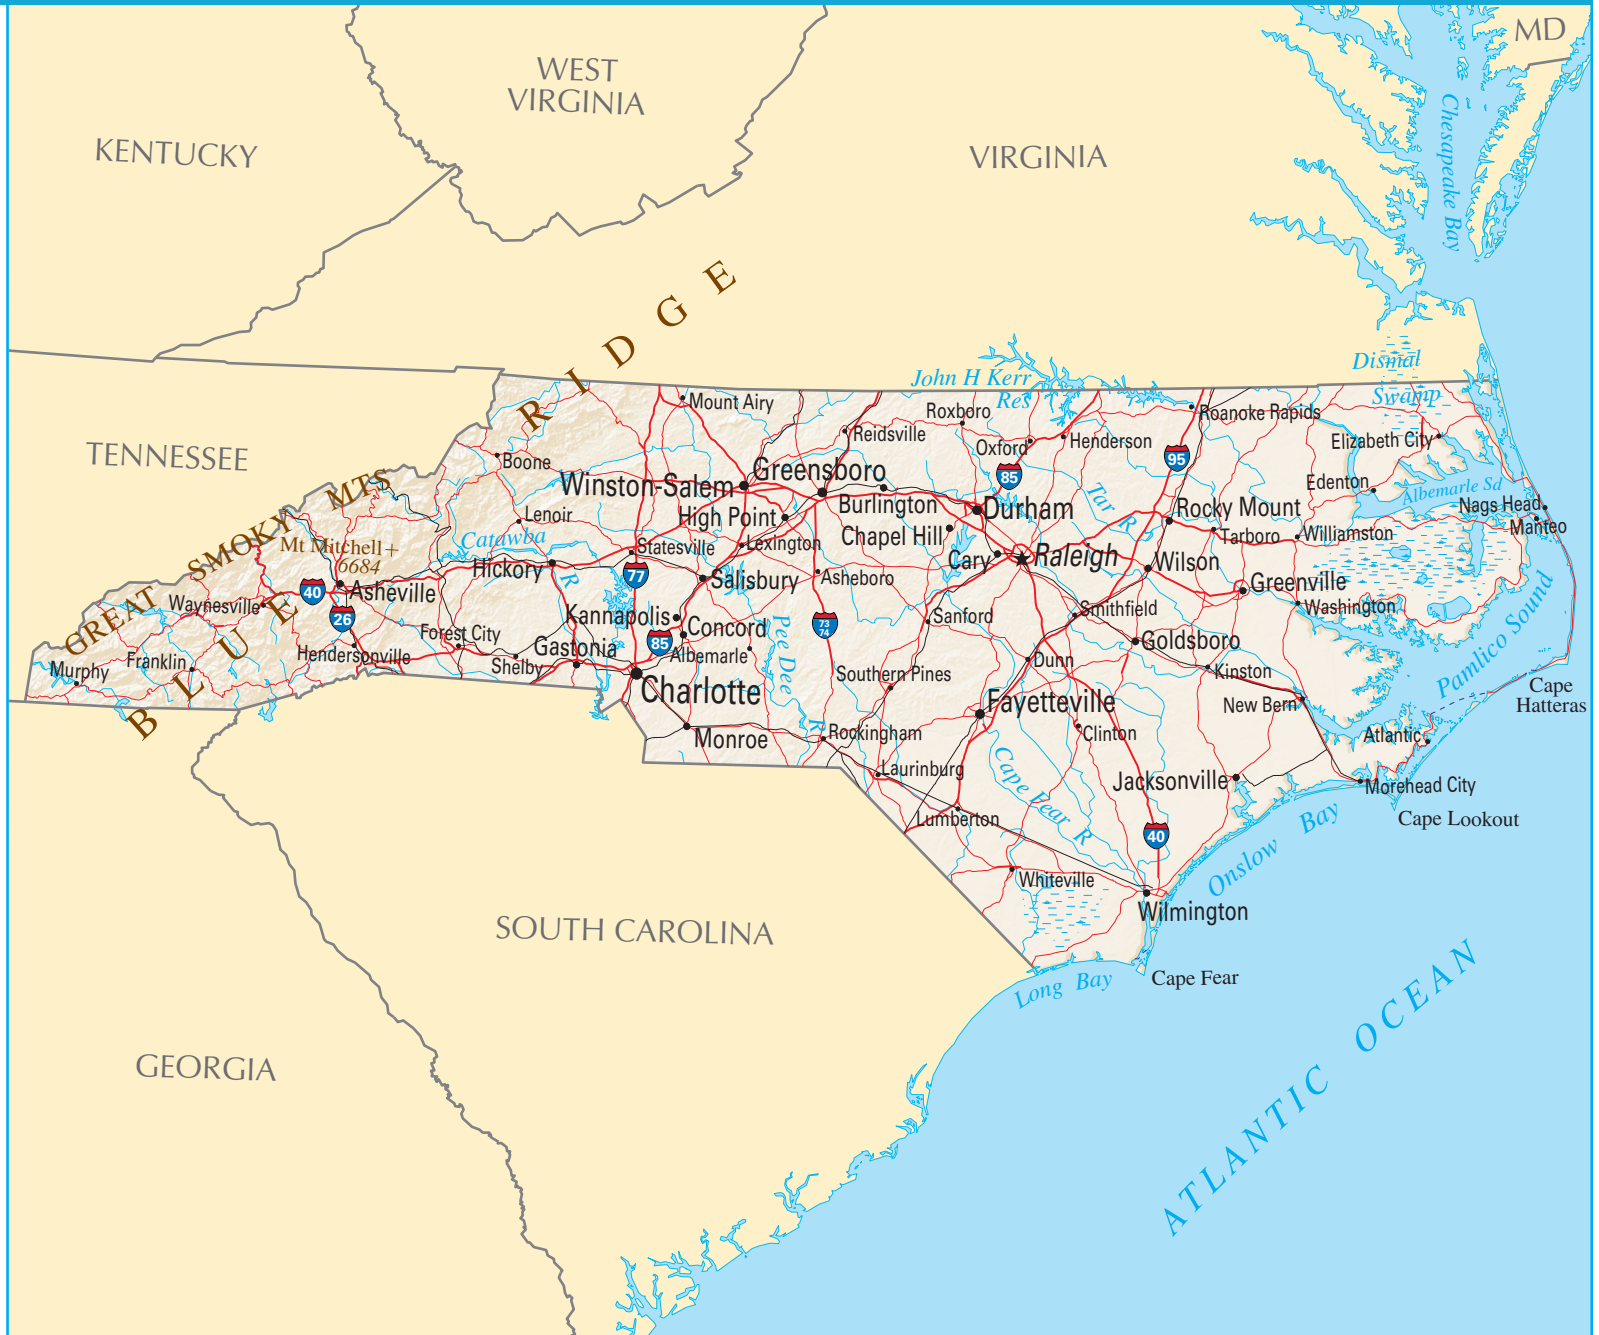 MD
WEST
VIRGINIA
KENTUCKY
VIRGINIA
Chesapeake Bay
TENNESSEE
BLUE RIDGE
GREAT SMOKY MTS
John H Kerr
Res
Dismal
Swamp
Mount Airy
Roxboro
Roanoke Rapids
Reidsville
Oxford
Henderson
Elizabeth City
Boone
95
Greensboro
85
Winston-Salem
Edenton
Albemarle Sd
Burlington
Durham
Tar R
Rocky Mount
Nags Head
Lenoir
High Point
Chapel Hill
Manteo
Catawba
R
Mt Mitchell+
6684
Statesville
Lexington
Tarboro
Williamston
Hickory
77
Salisbury
Asheboro
Cary
Raleigh
Wilson
Greenville
40
Asheville
Waynesville
26
Kannapolis
85
Concord
73
74
Sanford
Smithfield
Washington
Pamlico Sound
Forest City
Hendersonville
Shelby
Gastonia
Albemarle
Pee Dee
R
Goldsboro
Murphy
Franklin
Charlotte
Southern Pines
Dunn
Kinston
Cape
Hatteras
Fayetteville
New Bern
Monroe
Rockingham
Clinton
Atlantic
Laurinburg
Cape Fear R
Jacksonville
Morehead City
Lumberton
40
Onslow Bay
Cape Lookout
Whiteville
Wilmington
SOUTH CAROLINA
Long Bay
Cape Fear
GEORGIA
ATLANTIC OCEAN